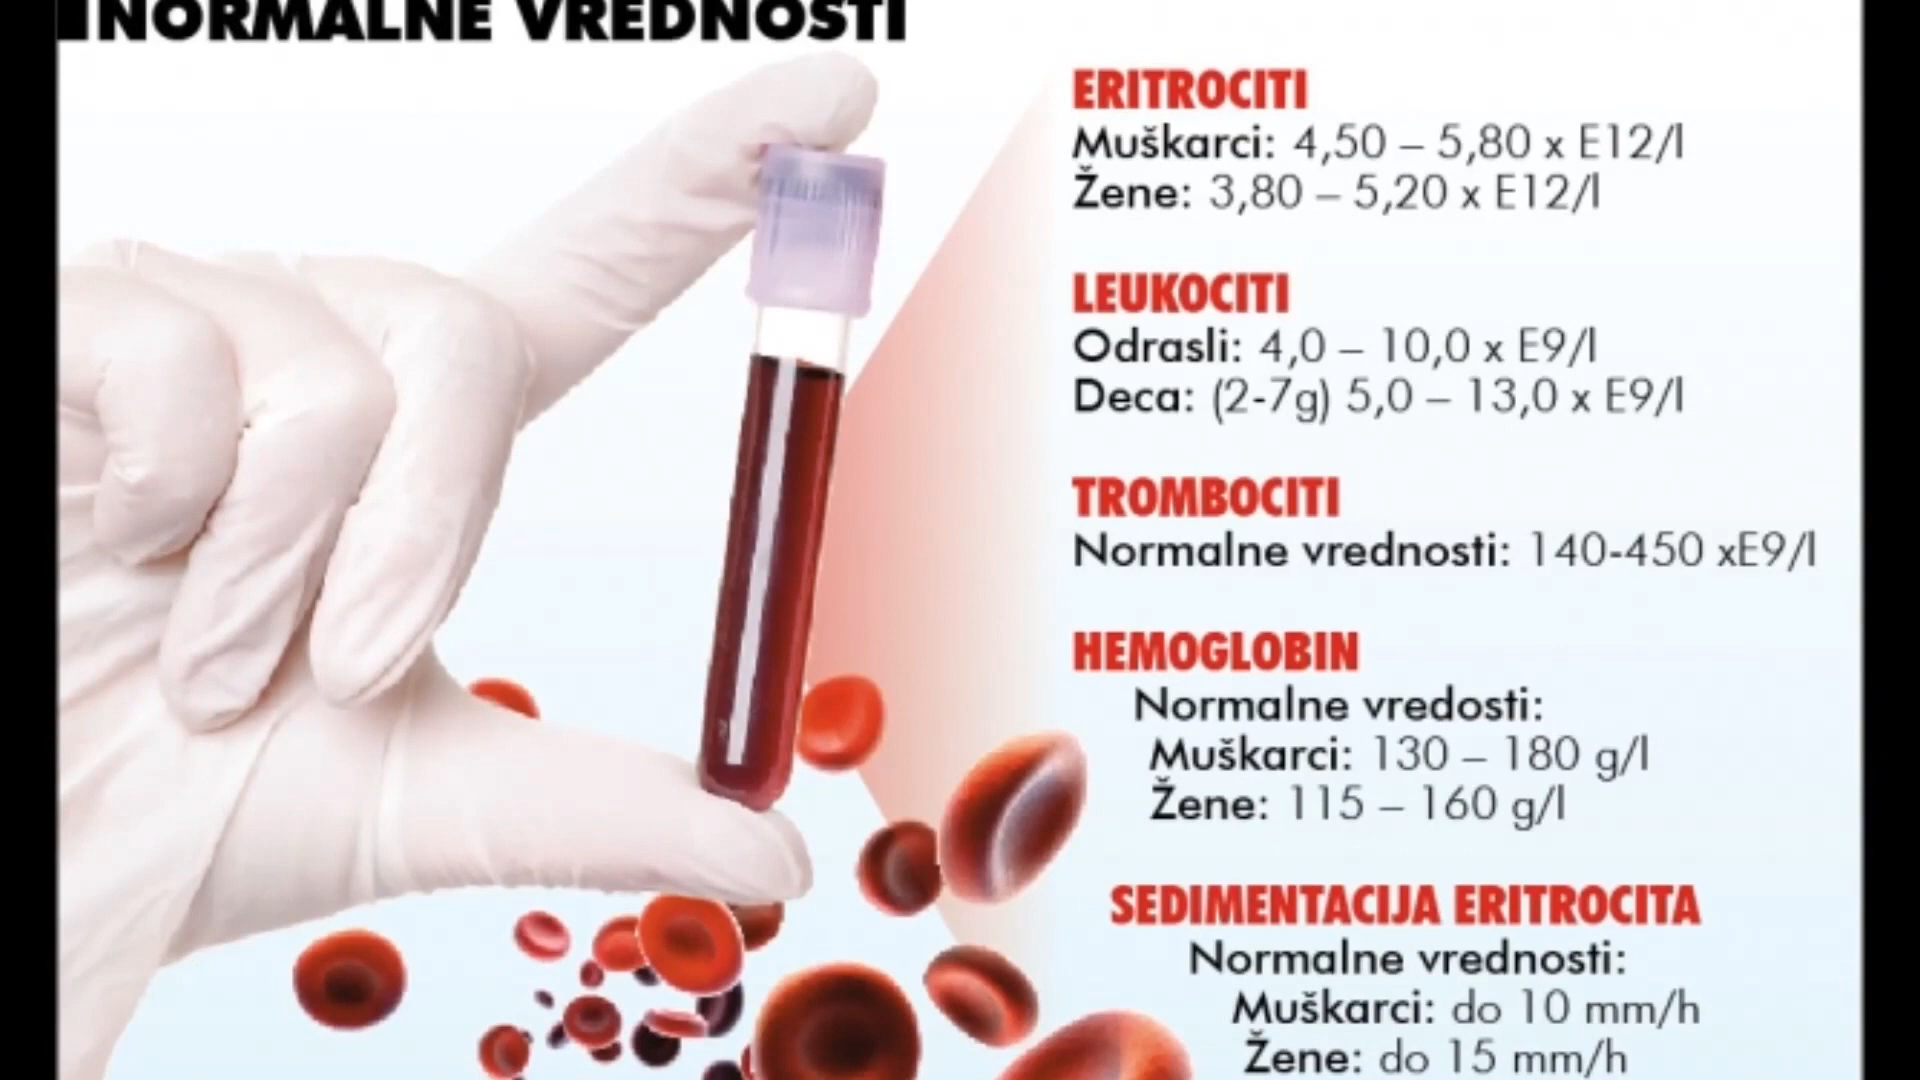 NORMALNE VREDNOSTI
ERITROCITI
Muškarci: 4,50 – 5,80 x E12/l
Žene: 3,80 – 5,20 x E12/l
LEUKOCITI
Odrasli: 4,0 – 10,0 x E9/l
Deca: (2-7g) 5,0 – 13,0 x E9/l
TROMBOCITI
Normalne vrednosti: 140-450 xE9/l
HEMOGLOBIN
Normalne vredosti:
Muškarci: 130 – 180 g/l
Žene: 115 – 160 g/l
SEDIMENTACIJA ERITROCITA
Normalne vrednosti:
Muškarci: do 10 mm/h
Žene: do 15 mm/h